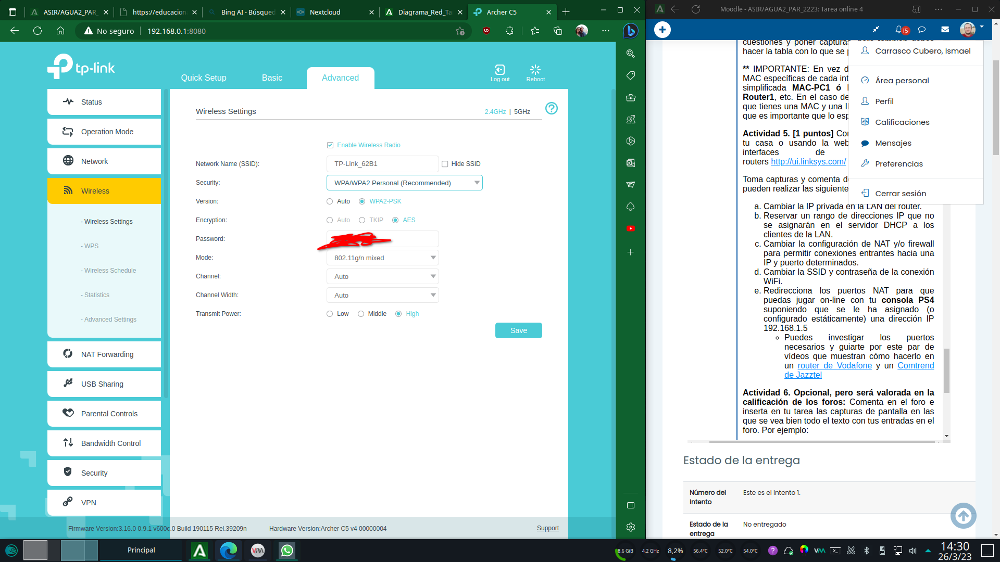 ASIR/AGUA2_PAR_
https://educacion
Bing AI - Búsqued
Nextcloud
Diagrama_Red_Ta
Archer C5
No seguro
192.168.0.1:8080
tp-link
Quick Setup
Basic
Advanced
Log out
Reboot
Status
Operation Mode
Network
Wireless
- Wireless Settings
- WPS
- Wireless Schedule
- Statistics
- Advanced Settings
NAT Forwarding
USB Sharing
Parental Controls
Bandwidth Control
Security
VPN
Wireless Settings
2.4GHz | 5GHz
Enable Wireless Radio
Network Name (SSID): TP-Link_62B1 Hide SSID
Security: WPA/WPA2 Personal (Recommended)
Version: Auto WPA2-PSK
Encryption: Auto TKIP AES
Password:
Mode: 802.11g/n mixed
Channel: Auto
Channel Width: Auto
Transmit Power: Low Middle High
Save
Firmware Version:3.16.0 0.9.1 v600c.0 Build 190115 Rel.39209n
Hardware Version:Archer C5 v4 00000004
Support
Moodle - ASIR/AGUA2_PAR_2223: Tarea online 4
15
cuestiones y poner capturas
hacer la tabla con lo que se
** IMPORTANTE: En vez d
MAC específicas de cada int
simplificada MAC-PC1 ó
Router1, etc. En el caso de
que tienes una MAC y una I
que es importante que lo esp
Actividad 5. [1 puntos] Co
tu casa o usando la web
interfaces de
routers http://ui.linksys.com/
Toma capturas y comenta d
pueden realizar las siguiente
Carrasco Cubero, Ismael
Área personal
Perfil
Calificaciones
Mensajes
Preferencias
Cerrar sesión
a. Cambiar la IP privada en la LAN del router.
b. Reservar un rango de direcciones IP que no
se asignarán en el servidor DHCP a los
clientes de la LAN.
c. Cambiar la configuración de NAT y/o firewall
para permitir conexiones entrantes hacia una
IP y puerto determinados.
d. Cambiar la SSID y contraseña de la conexión
WiFi.
e. Redirecciona los puertos NAT para que
puedas jugar on-line con tu consola PS4
suponiendo que se le ha asignado (o
configurado estáticamente) una dirección IP
192.168.1.5
Puedes investigar los puertos
necesarios y guiarte por este par de
vídeos que muestran cómo hacerlo en
un router de Vodafone y un Comtrend
de Jazztel
Actividad 6. Opcional, pero será valorada en la
calificación de los foros: Comenta en el foro e
inserta en tu tarea las capturas de pantalla en las
que se vea bien todo el texto con tus entradas en el
foro. Por ejemplo:
Estado de la entrega
Número del
Intento
Este es el intento 1.
Estado de la
entrega
No entregado
Principal
8,6 GiB
4,2 GHz
8,2%
56,4°C
52,0°C
54,0°C
14:30
26/3/23